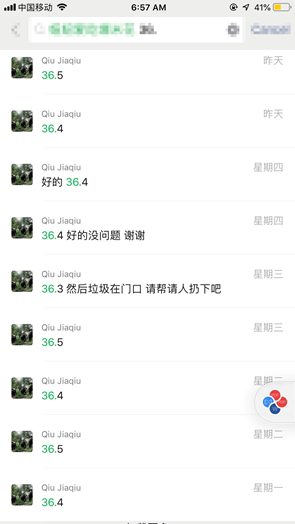 中国移动 6:57 AM 41%
36.
Cancel
Qiu Jiaqiu 昨天
36.5
Qiu Jiaqiu 昨天
36.4
Qiu Jiaqiu 星期四
好的 36.4
Qiu Jiaqiu 星期四
36.4 好的没问题 谢谢
Qiu Jiaqiu 星期三
36.3 然后垃圾在门口 请帮请人扔下吧
Qiu Jiaqiu 星期三
36.5
Qiu Jiaqiu 星期二
36.4
Qiu Jiaqiu 星期二
36.5
Qiu Jiaqiu 星期一
36.4